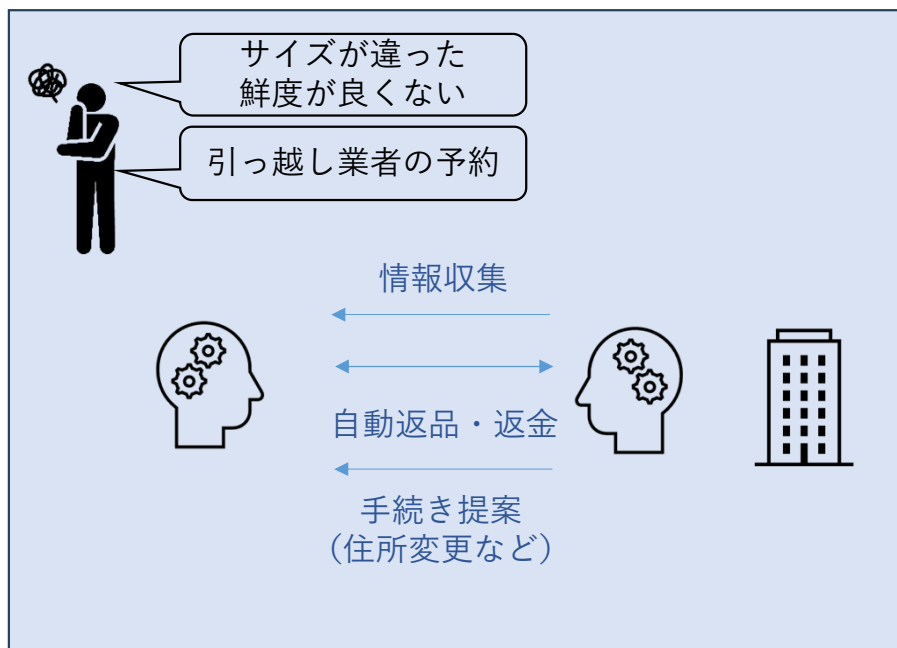 サイズが違った
鮮度が良くない
引っ越し業者の予約
情報収集
自動返品・返金
手続き提案
（住所変更など）